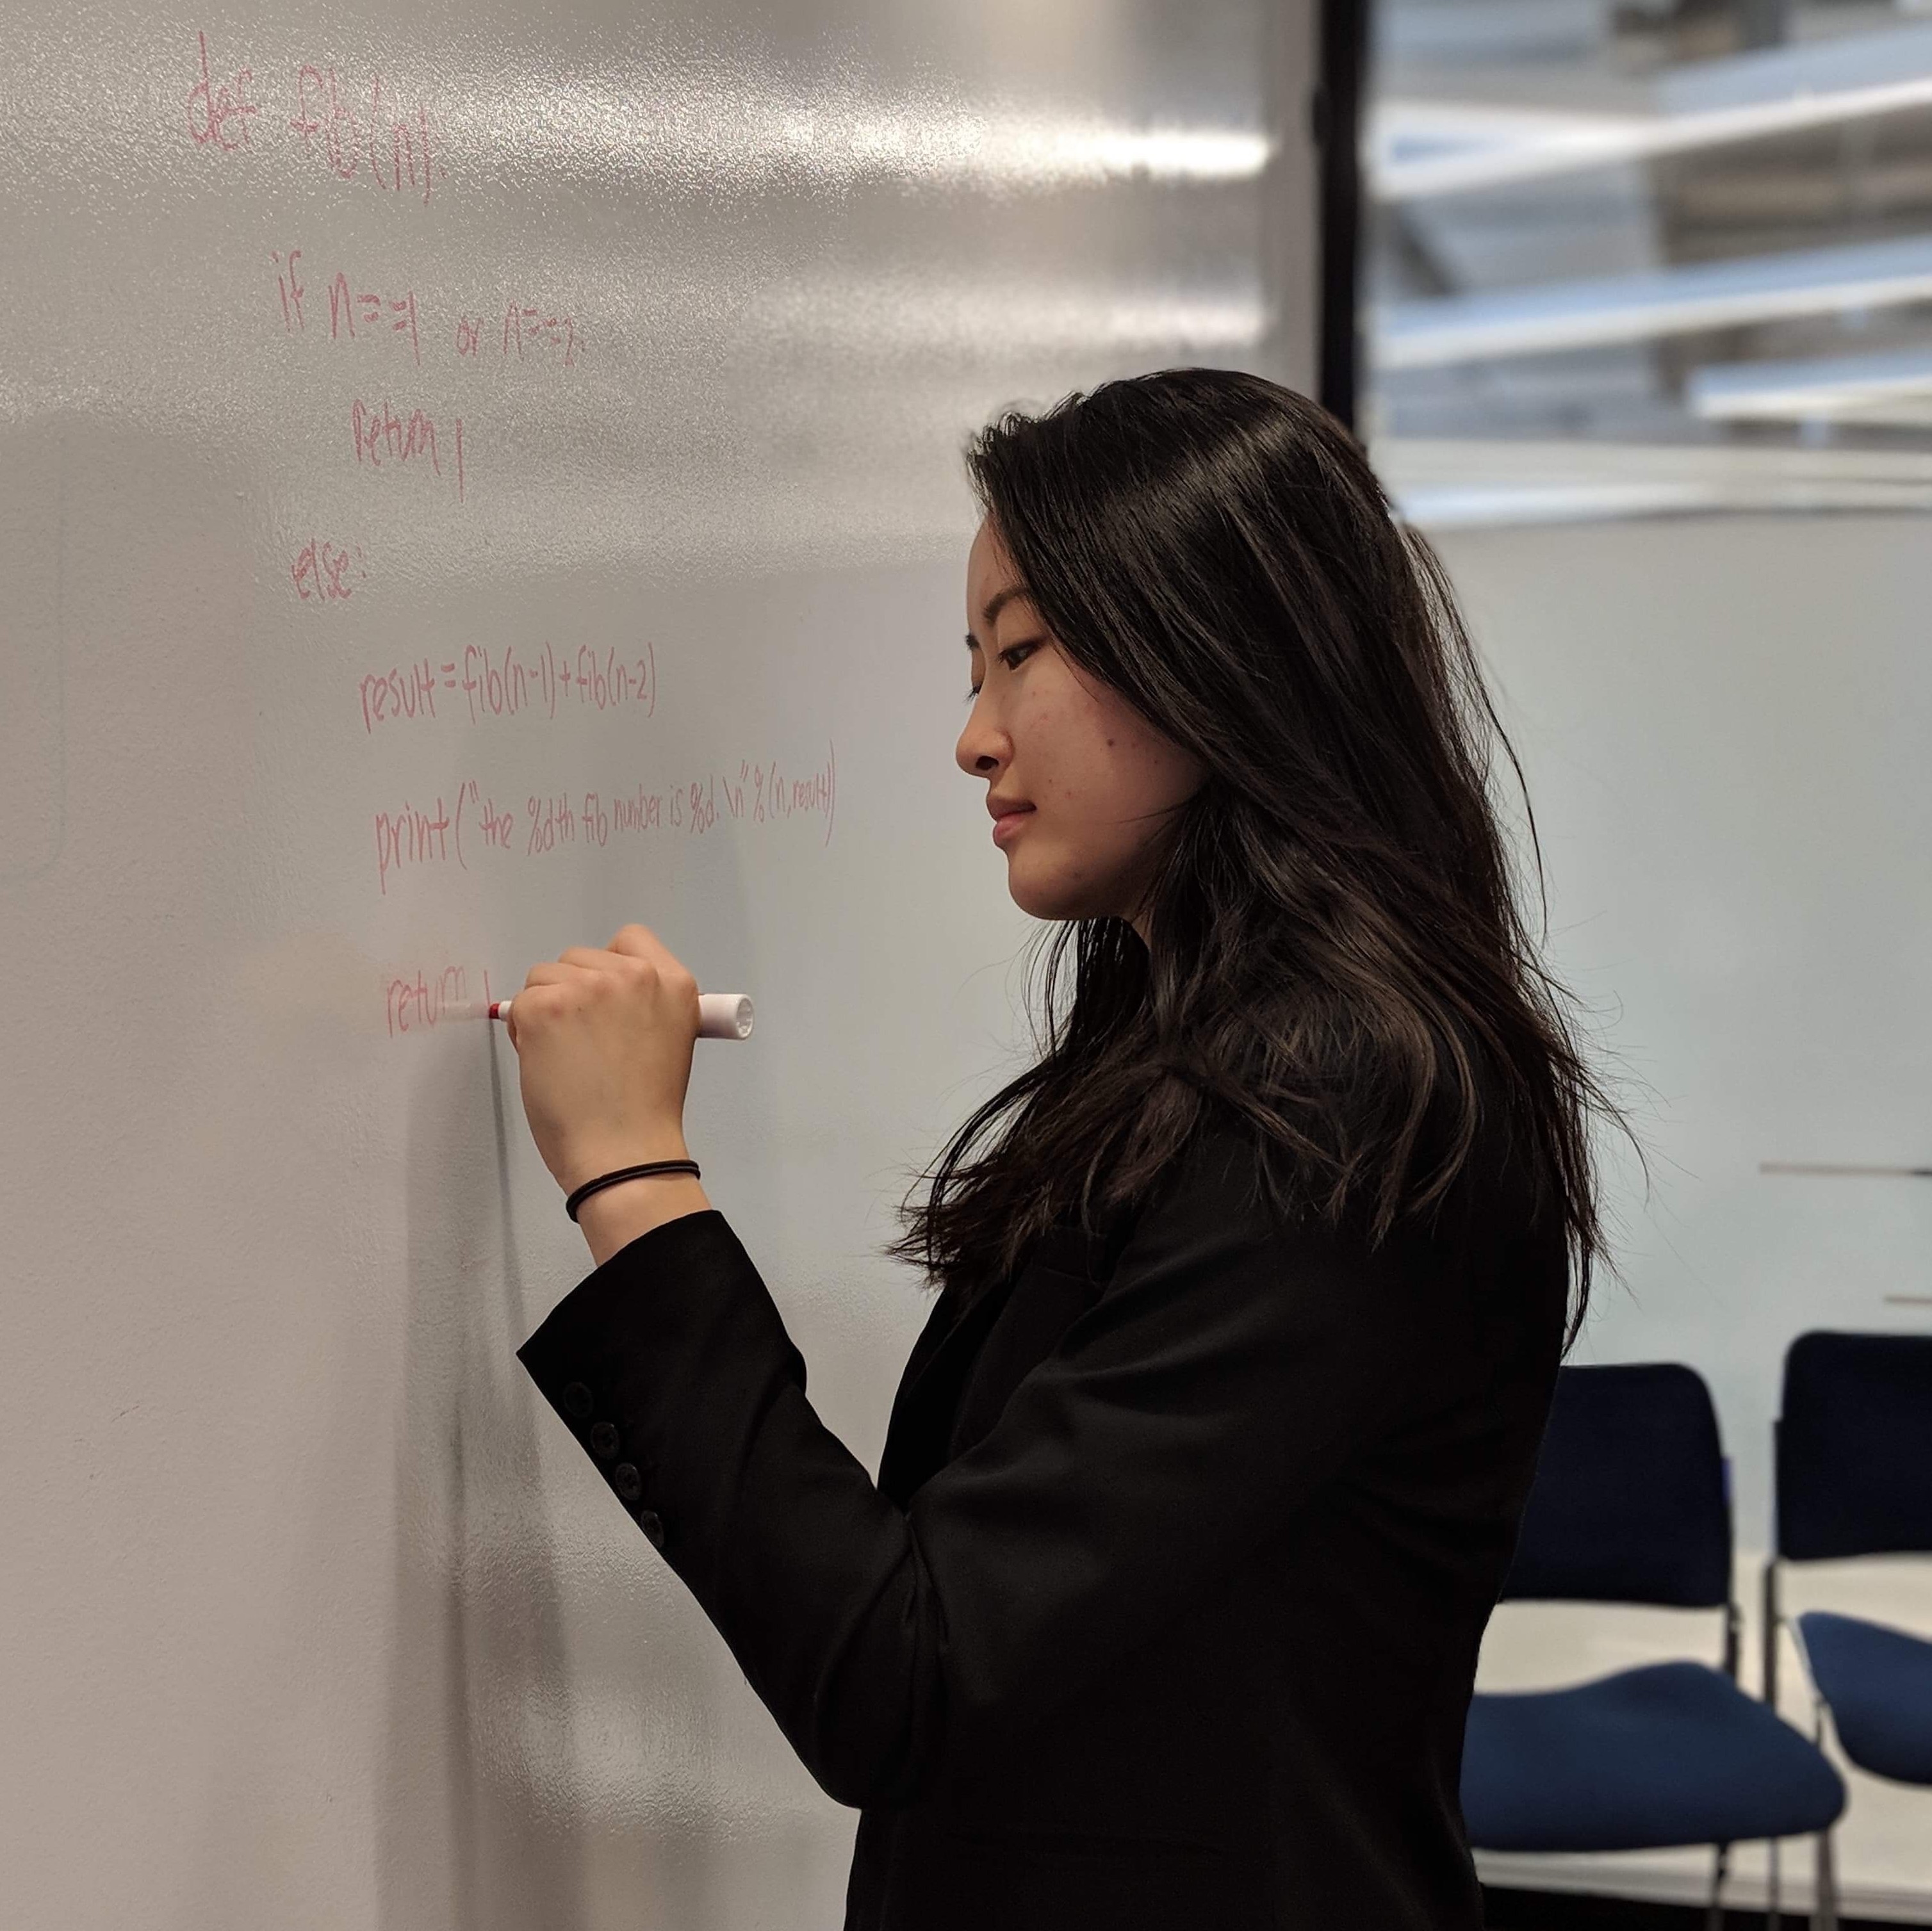 def fib(n):
if n==1 or n==2:
return 1
else:
result=fib(n-1)+fib(n-2)
print("the %dth fib number is %d.\n"%(n,result))
return